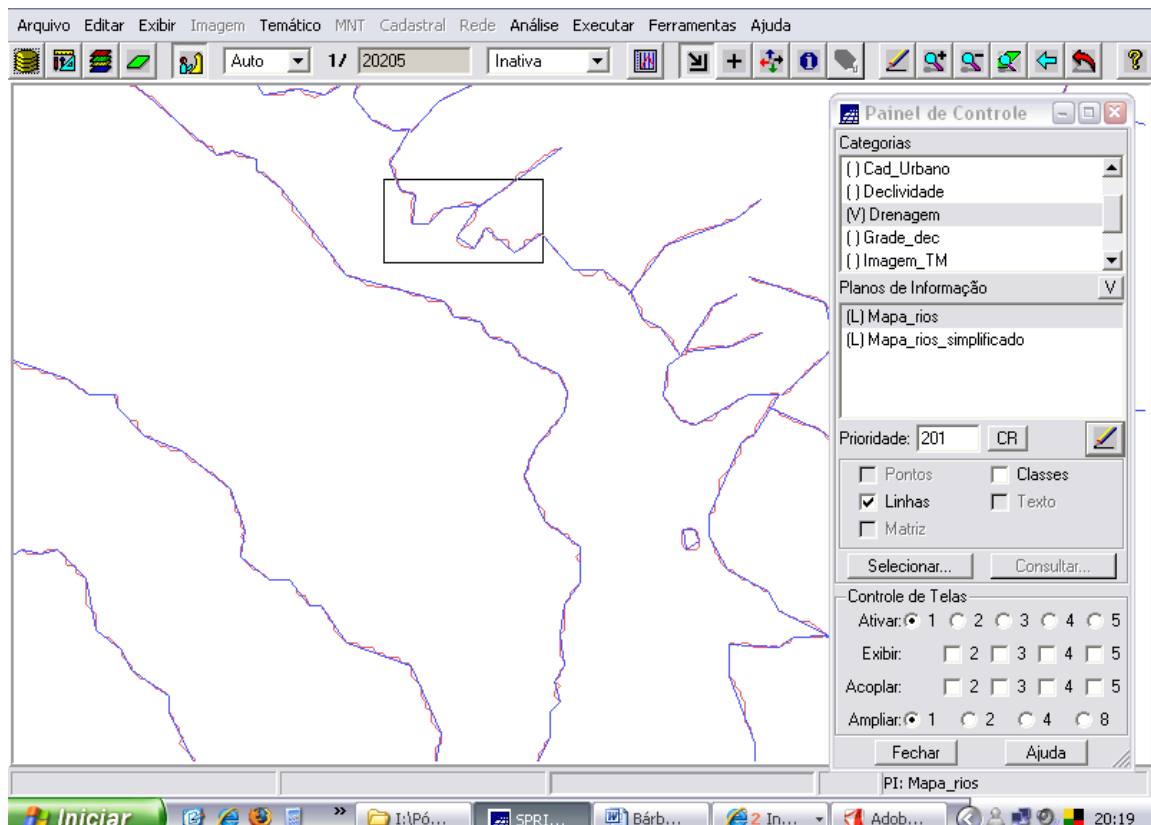 Arquivo Editar Exibir Imagem Temático MNT Cadastral Rede Análise Executar Ferramentas Ajuda
Auto 1/ 20205 Inativa
Painel de Controle
Categorias
( ) Cad_Urbano
( ) Declividade
(V) Drenagem
( ) Grade_dec
( ) Imagem_TM
Planos de Informação V
(L) Mapa_rios
(L) Mapa_rios_simplificado
Prioridade: 201 CR
Pontos Classes
Linhas Texto
Matriz
Selecionar... Consultar...
Controle de Telas
Ativar: 1 2 3 4 5
Exibir: 2 3 4 5
Acoplar: 2 3 4 5
Ampliar: 1 2 4 8
Fechar Ajuda
PI: Mapa_rios
Iniciar » I:\Pó... SPRI... Bárb... 2 In... Adob... 20:19